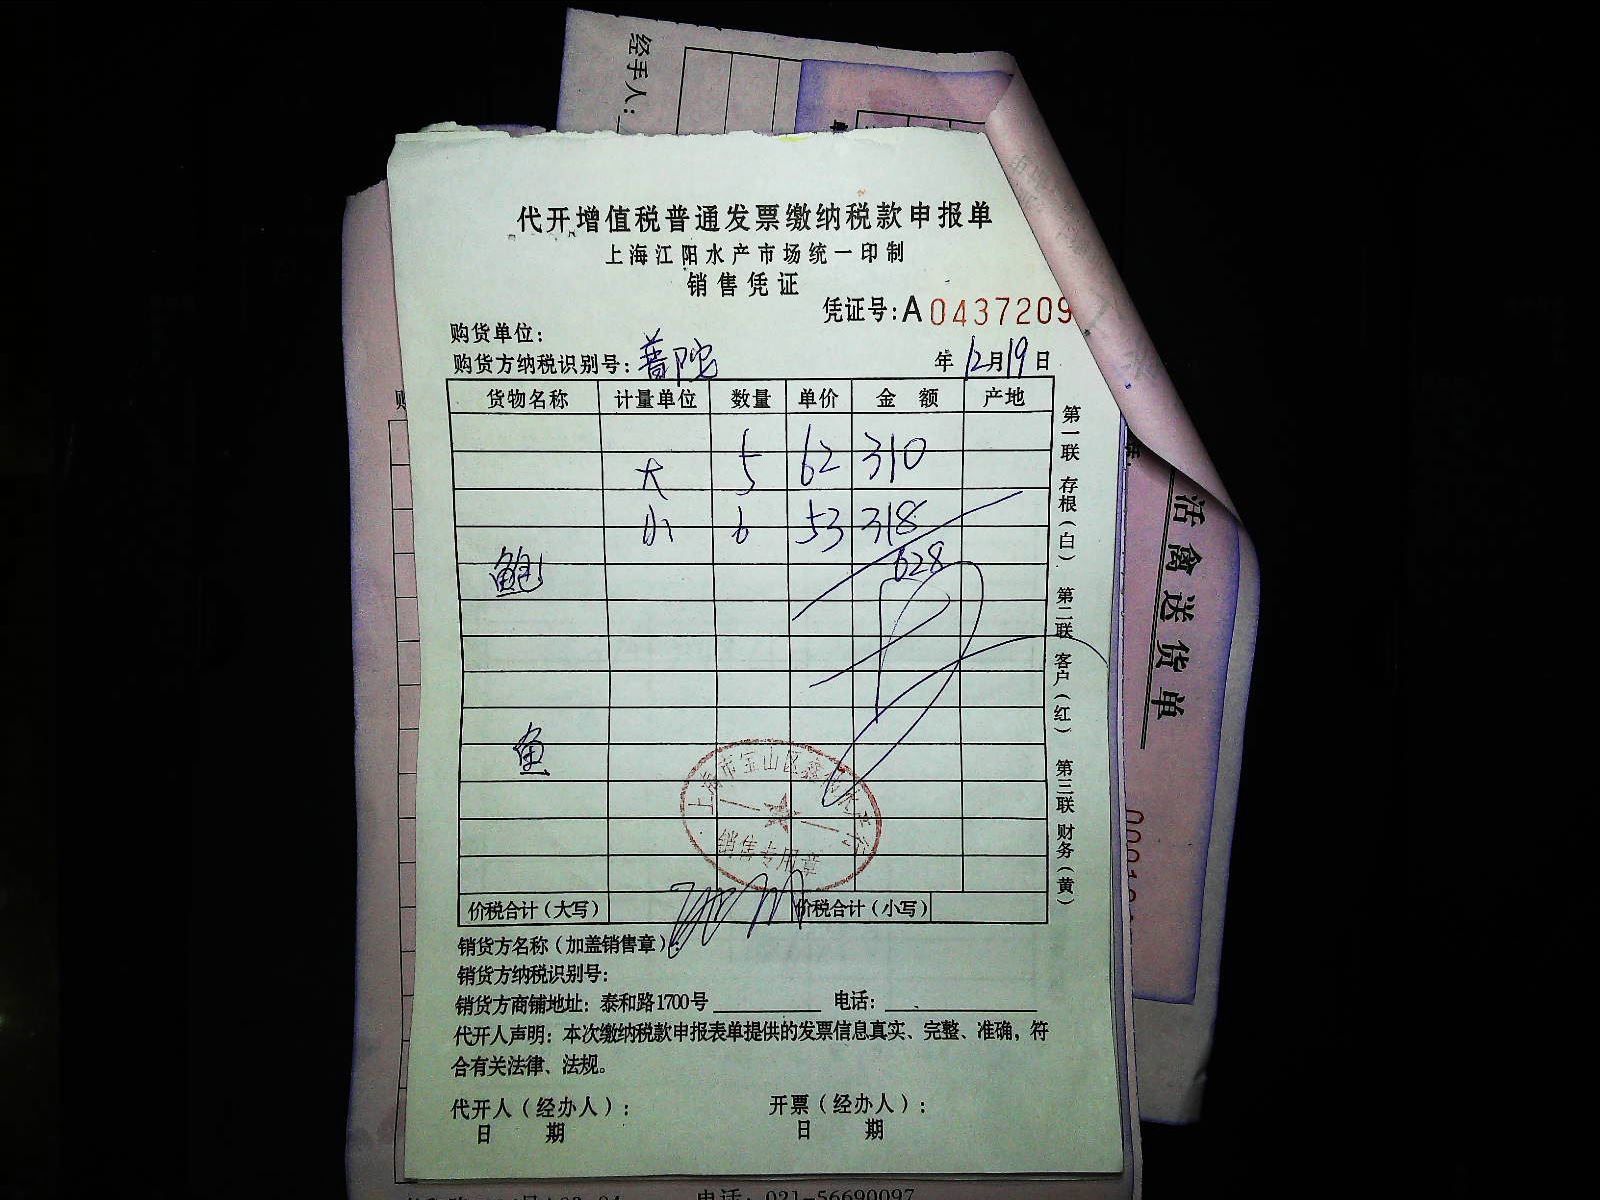 经手人：
代开增值税普通发票缴纳税款申报单
上海江阳水产市场统一印制
销售凭证
凭证号：A0437209
购货单位：
购货方纳税识别号：普陀 年12月19日
货物名称 计量单位 数量 单价 金 额 产地
大 5 62 310
小 6 53 318
628
鲍
鱼
上海市宝山区鑫
销售专用章
价税合计（大写） 价税合计（小写）
销货方名称（加盖销售章）：
销货方纳税识别号：
销货方商铺地址：泰和路1700号 电话：
代开人声明：本次缴纳税款申报表单提供的发票信息真实、完整、准确，符
合有关法律、法规。
代开人（经办人）： 开票（经办人）：
日 期 日 期
第一联 存根（白） 第二联 客户（红） 第三联 财务（黄）
活禽送货单
电话：021-56690097